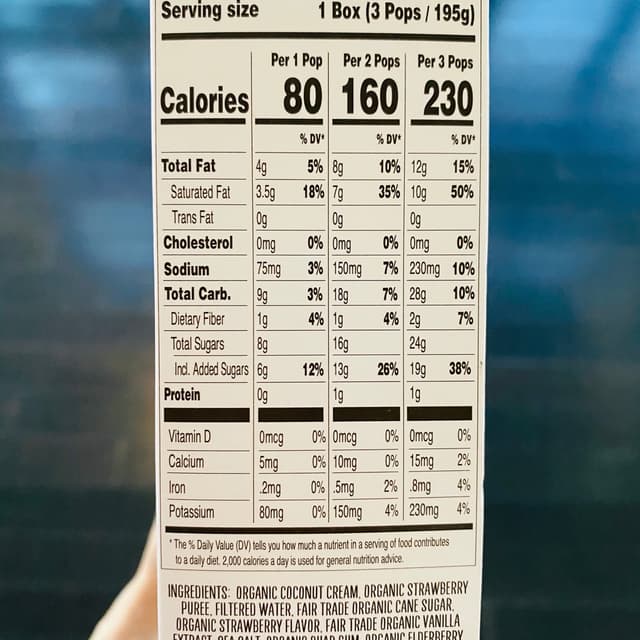 Serving size 1 Box (3 Pops / 195g)
Per 1 Pop Per 2 Pops Per 3 Pops
Calories 80 160 230
% DV* % DV* % DV*
Total Fat 4g 5% 8g 10% 12g 15%
Saturated Fat 3.5g 18% 7g 35% 10g 50%
Trans Fat 0g 0g 0g
Cholesterol 0mg 0% 0mg 0% 0mg 0%
Sodium 75mg 3% 150mg 7% 230mg 10%
Total Carb. 9g 3% 18g 7% 28g 10%
Dietary Fiber 1g 4% 1g 4% 2g 7%
Total Sugars 8g 16g 24g
Incl. Added Sugars 6g 12% 13g 26% 19g 38%
Protein 0g 1g 1g
Vitamin D 0mcg 0% 0mcg 0% 0mcg 0%
Calcium 5mg 0% 10mg 0% 15mg 2%
Iron .2mg 0% .5mg 2% .8mg 4%
Potassium 80mg 0% 150mg 4% 230mg 4%
* The % Daily Value (DV) tells you how much a nutrient in a serving of food contributes
to a daily diet. 2,000 calories a day is used for general nutrition advice.
INGREDIENTS: ORGANIC COCONUT CREAM, ORGANIC STRAWBERRY
PUREE, FILTERED WATER, FAIR TRADE ORGANIC CANE SUGAR,
ORGANIC STRAWBERRY FLAVOR, FAIR TRADE ORGANIC VANILLA
EXTRACT, SEA SALT, ORGANIC GUAR GUM, ORGANIC ELDERBERRY